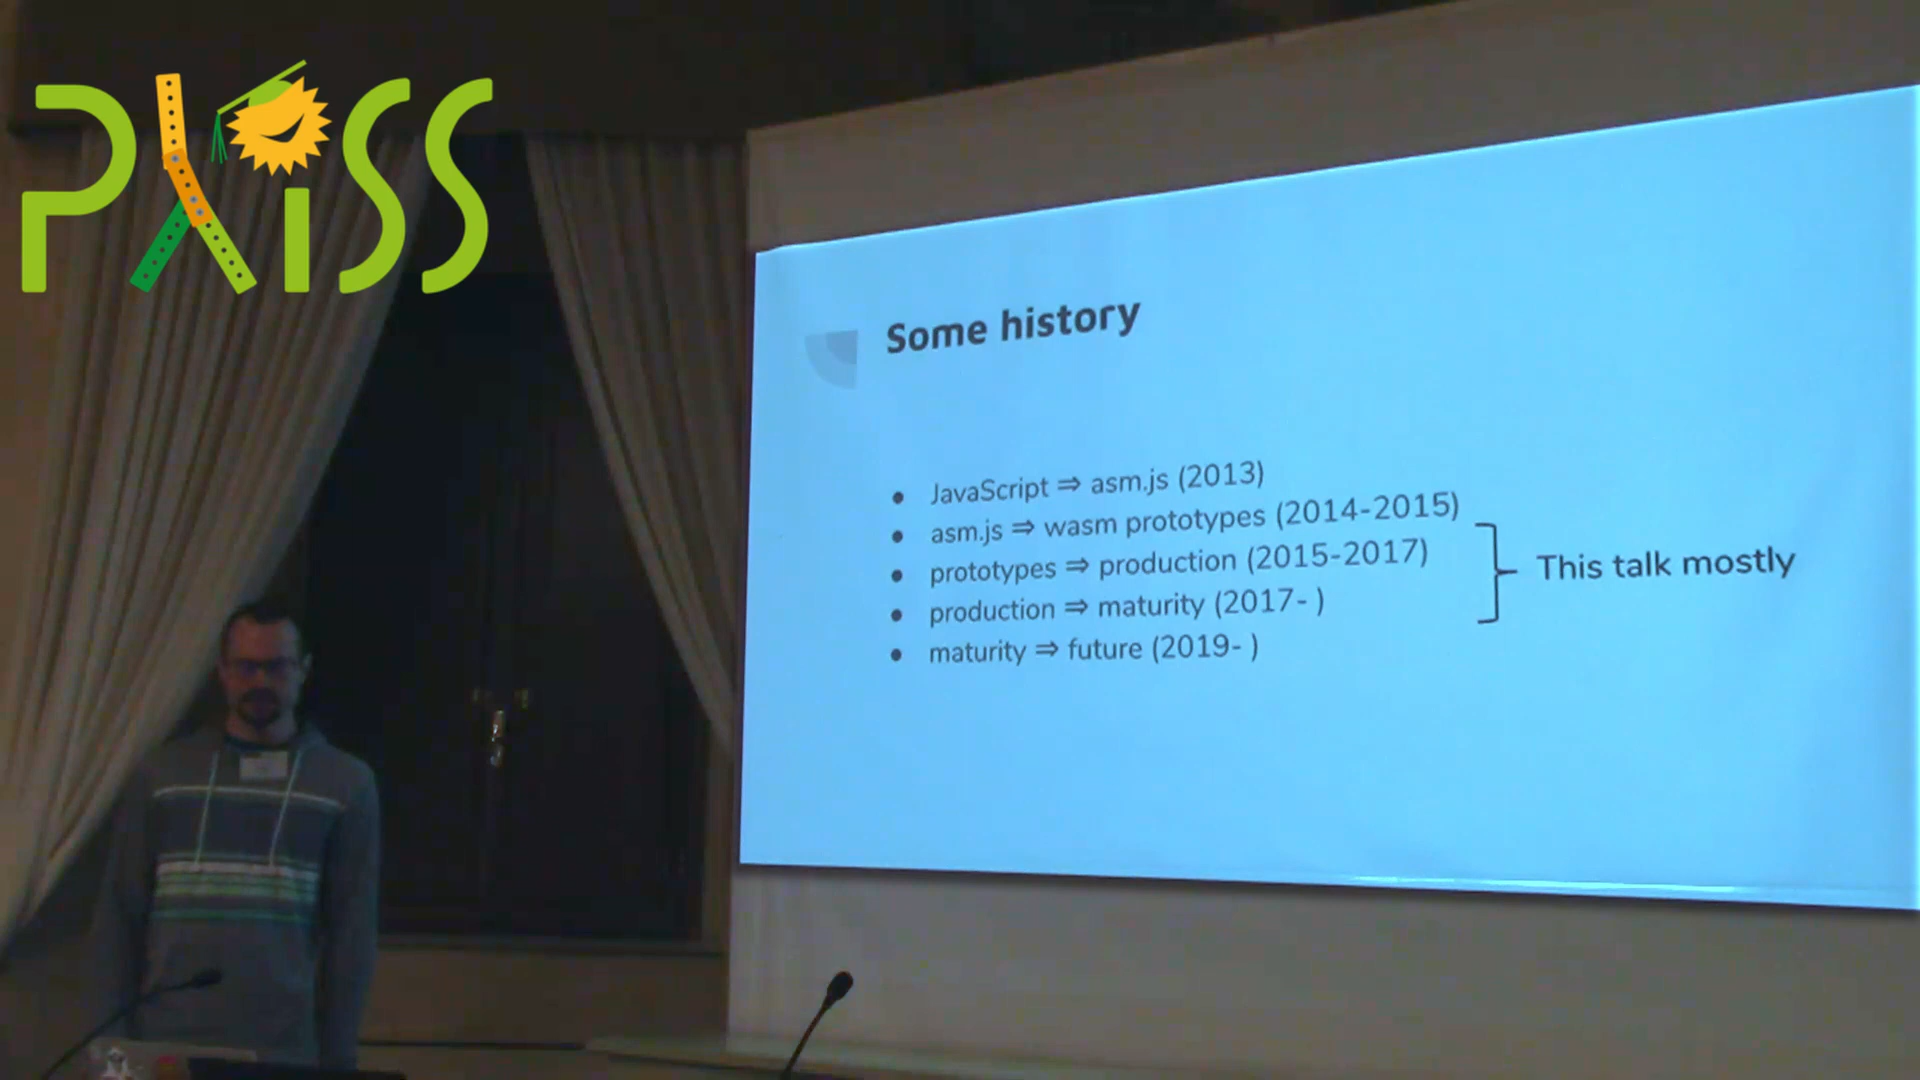 PLISS
Some history
JavaScript ⇒ asm.js (2013)
asm.js ⇒ wasm prototypes (2014-2015)
prototypes ⇒ production (2015-2017)
production ⇒ maturity (2017- )
maturity ⇒ future (2019- )
This talk mostly